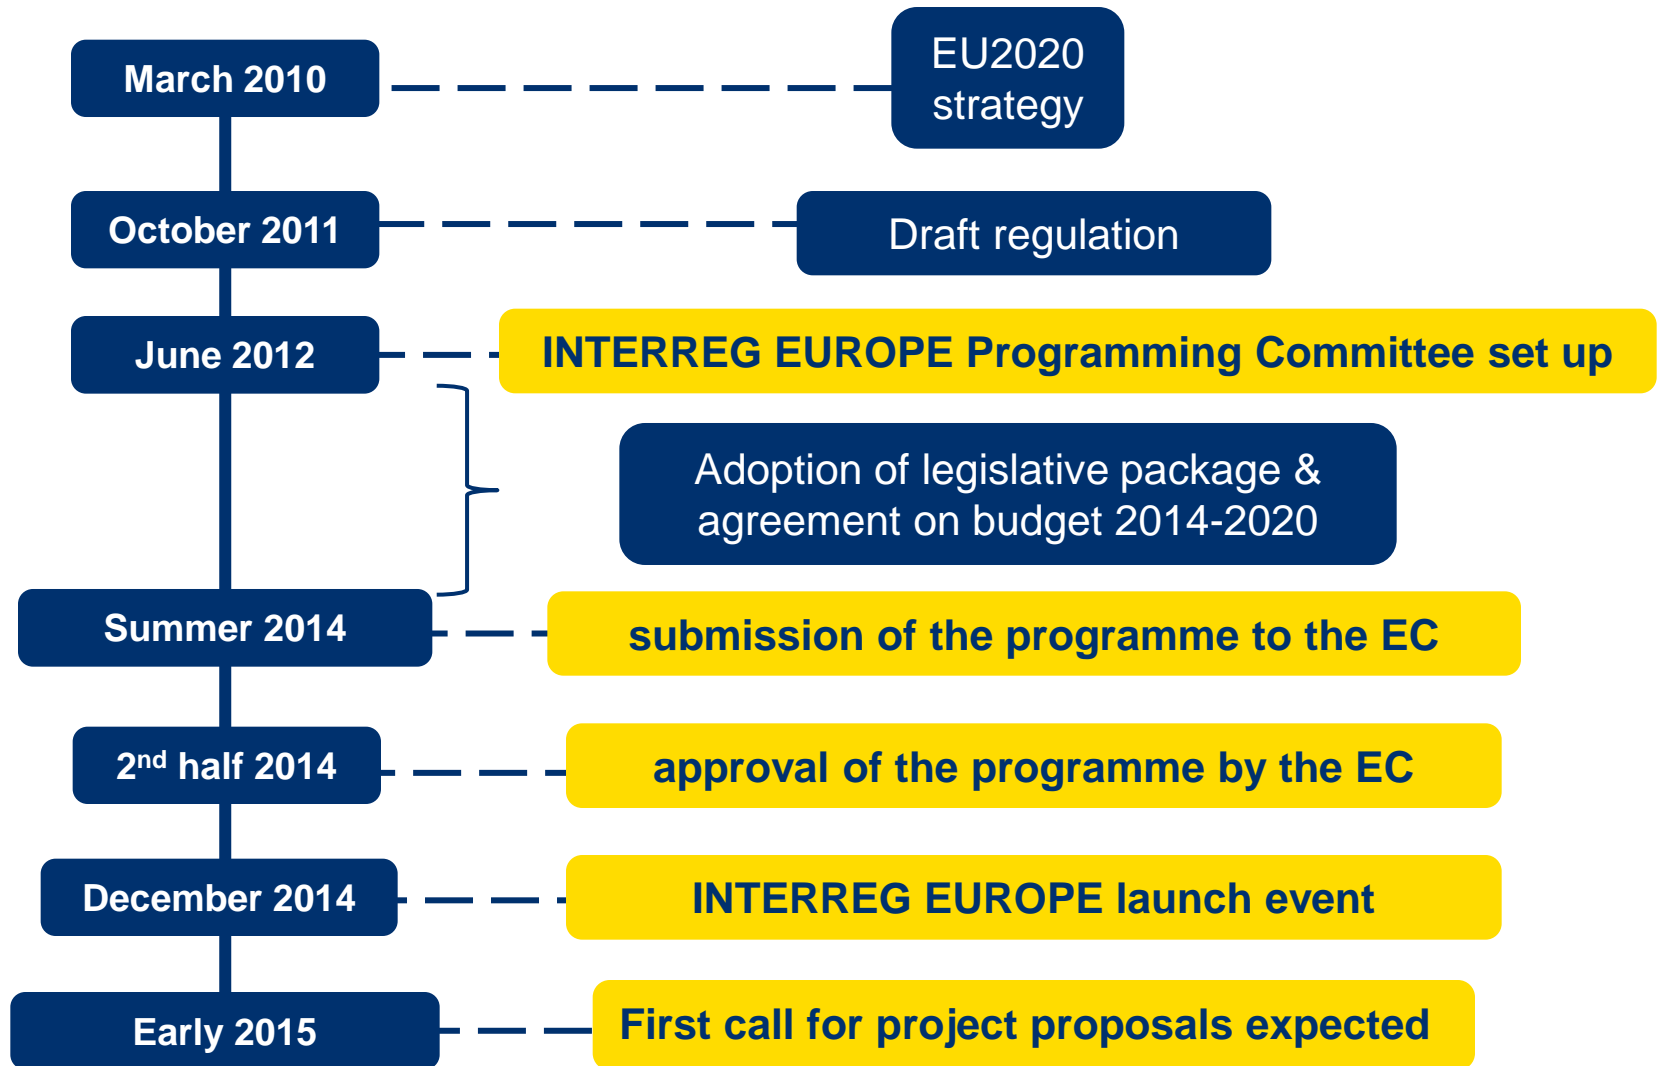 March 2010
EU2020
strategy
October 2011
Draft regulation
June 2012
INTERREG EUROPE Programming Committee set up
Adoption of legislative package &
agreement on budget 2014-2020
Summer 2014
submission of the programme to the EC
2nd half 2014
approval of the programme by the EC
December 2014
INTERREG EUROPE launch event
Early 2015
First call for project proposals expected